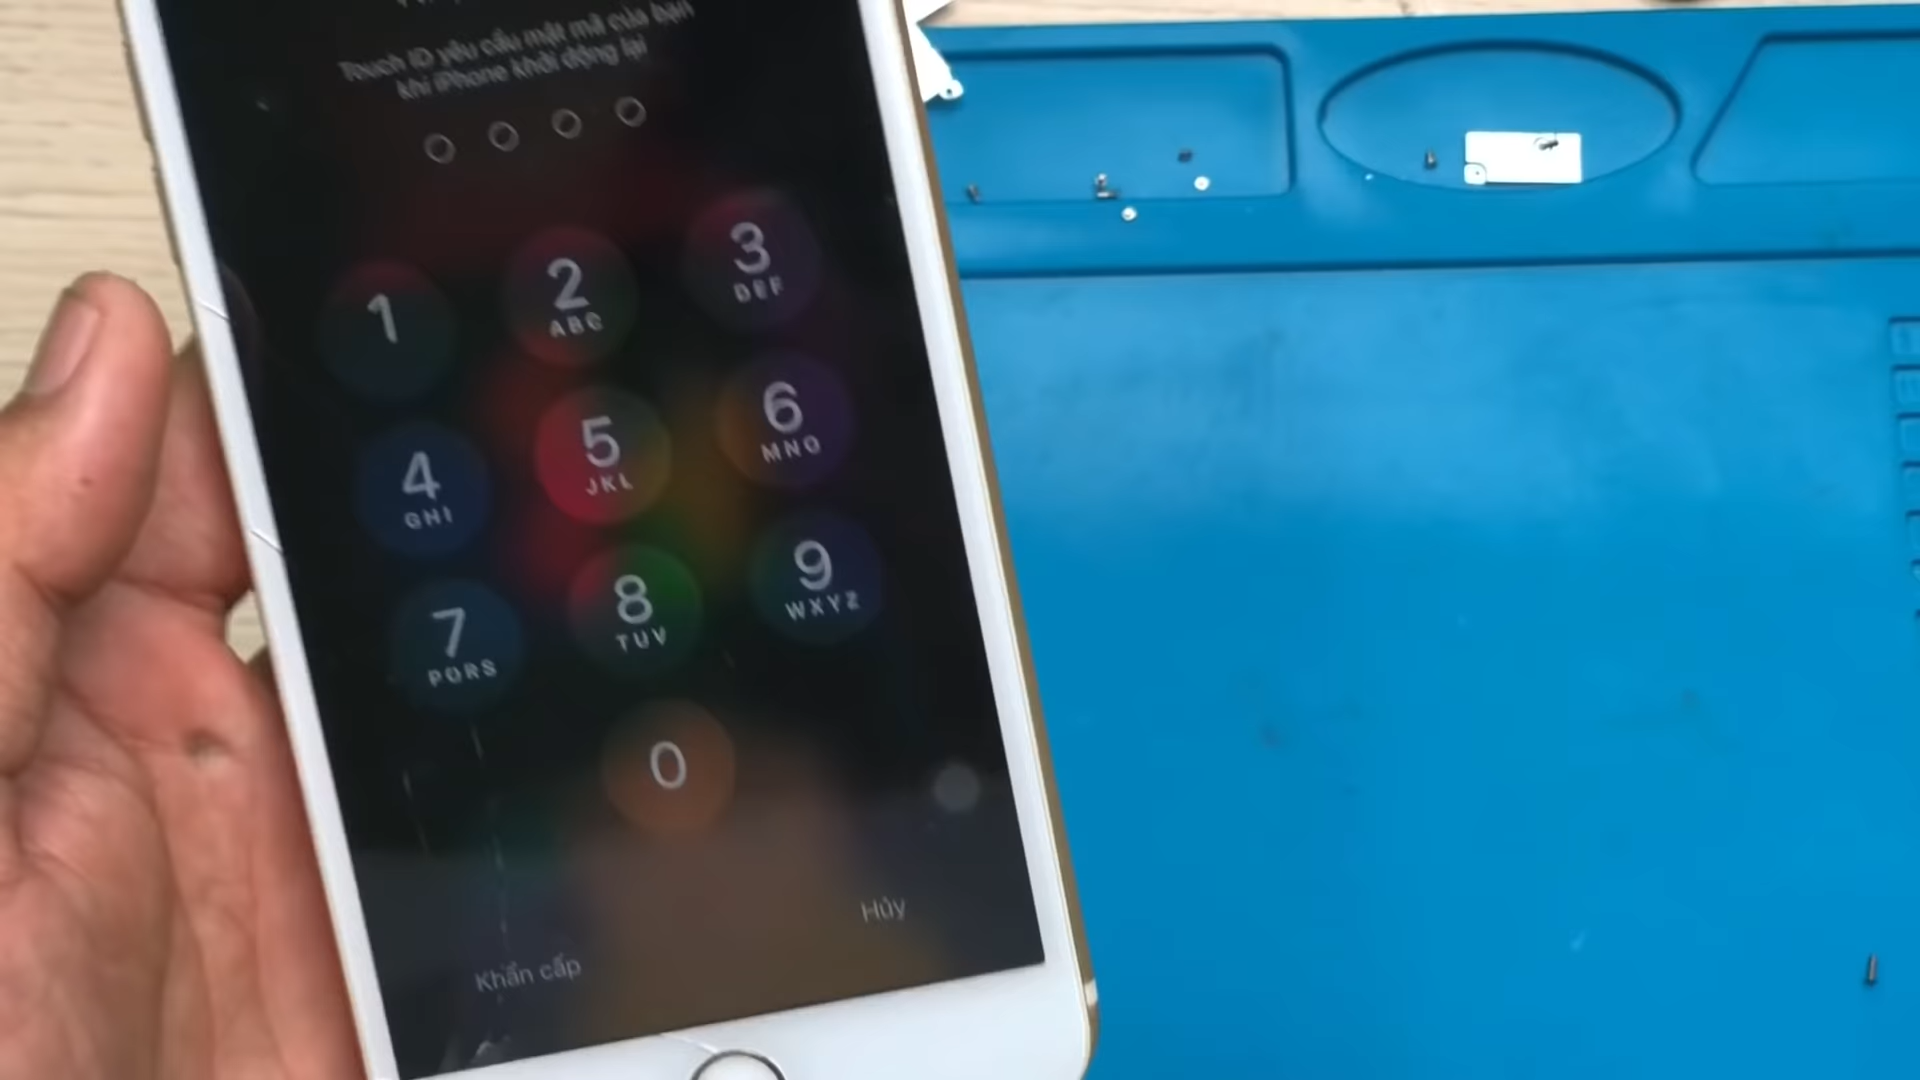 Touch ID yêu cầu mật mã của bạn
khi iPhone khởi động lại
1
2
ABC
3
DEF
4
GHI
5
JKL
6
MNO
7
PQRS
8
TUV
9
WXYZ
0
Khẩn cấp
Hủy